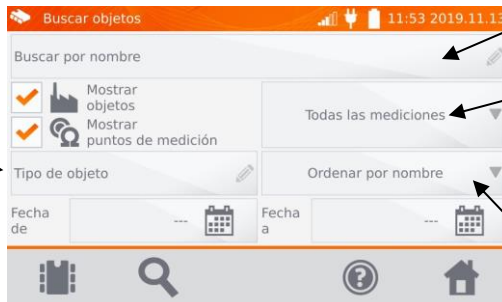 Buscar objetos 11:53 2019.11.13
Buscar por nombre
Mostrar
objetos
Mostrar
puntos de medición
Todas las mediciones
Tipo de objeto
Ordenar por nombre
Fecha
de ---
Fecha
a ---